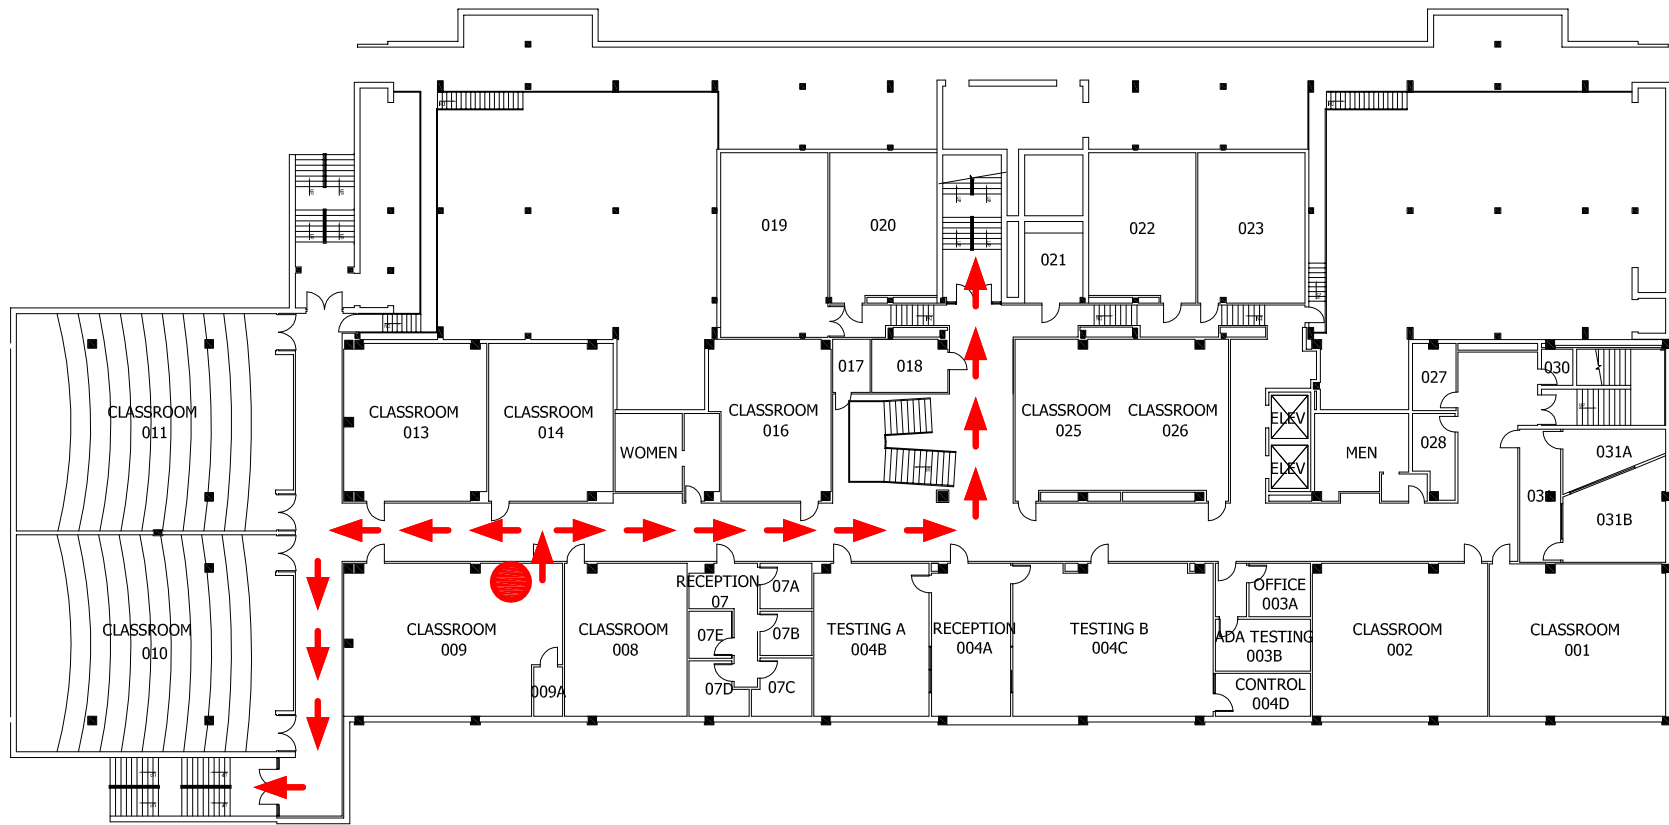 019
020
022
023
021
017
018
027
030
CLASSROOM
011
CLASSROOM
013
CLASSROOM
014
CLASSROOM
016
CLASSROOM
025
CLASSROOM
026
ELEV
WOMEN
MEN
028
031A
ELEV
031B
RECEPTION
07
07A
OFFICE
003A
CLASSROOM
010
CLASSROOM
009
CLASSROOM
008
07E
07B
TESTING A
004B
RECEPTION
004A
TESTING B
004C
ADA TESTING
003B
CLASSROOM
002
CLASSROOM
001
009A
07D
07C
CONTROL
004D